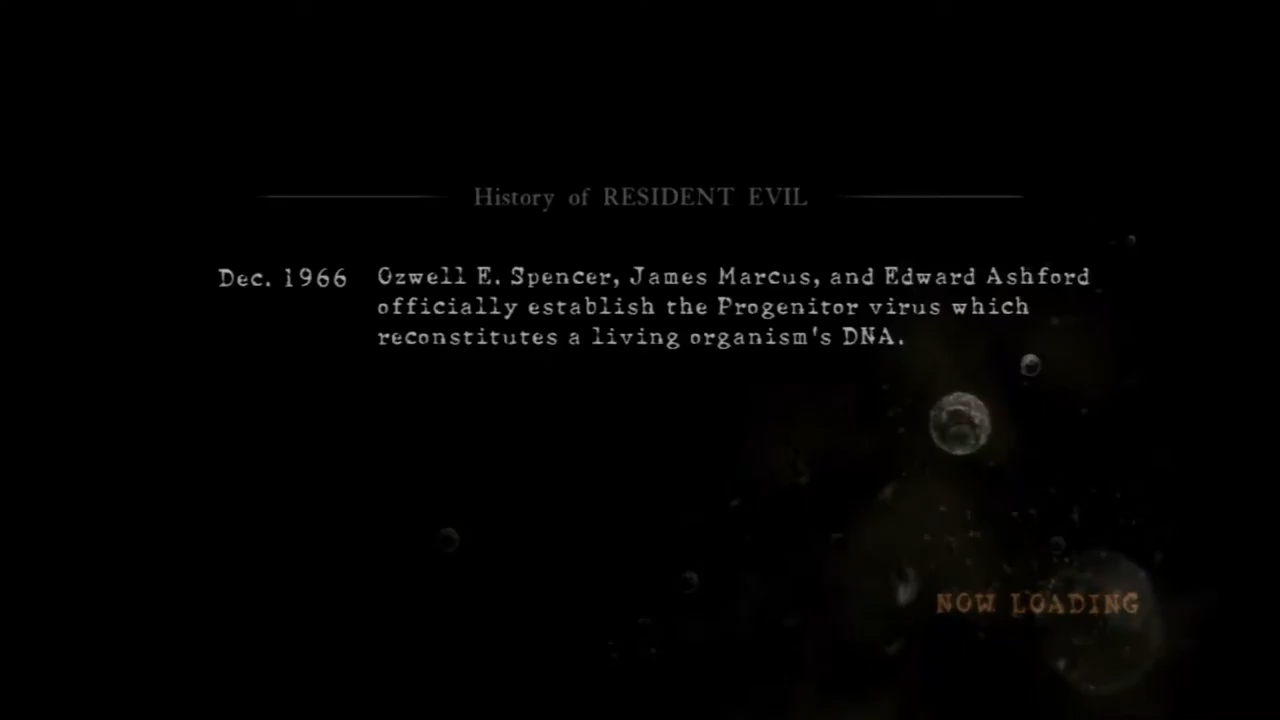 History of RESIDENT EVIL
Dec. 1966 Ozwell E. Spencer, James Marcus, and Edward Ashford
officially establish the Progenitor virus which
reconstitutes a living organism's DNA.
NOW LOADING